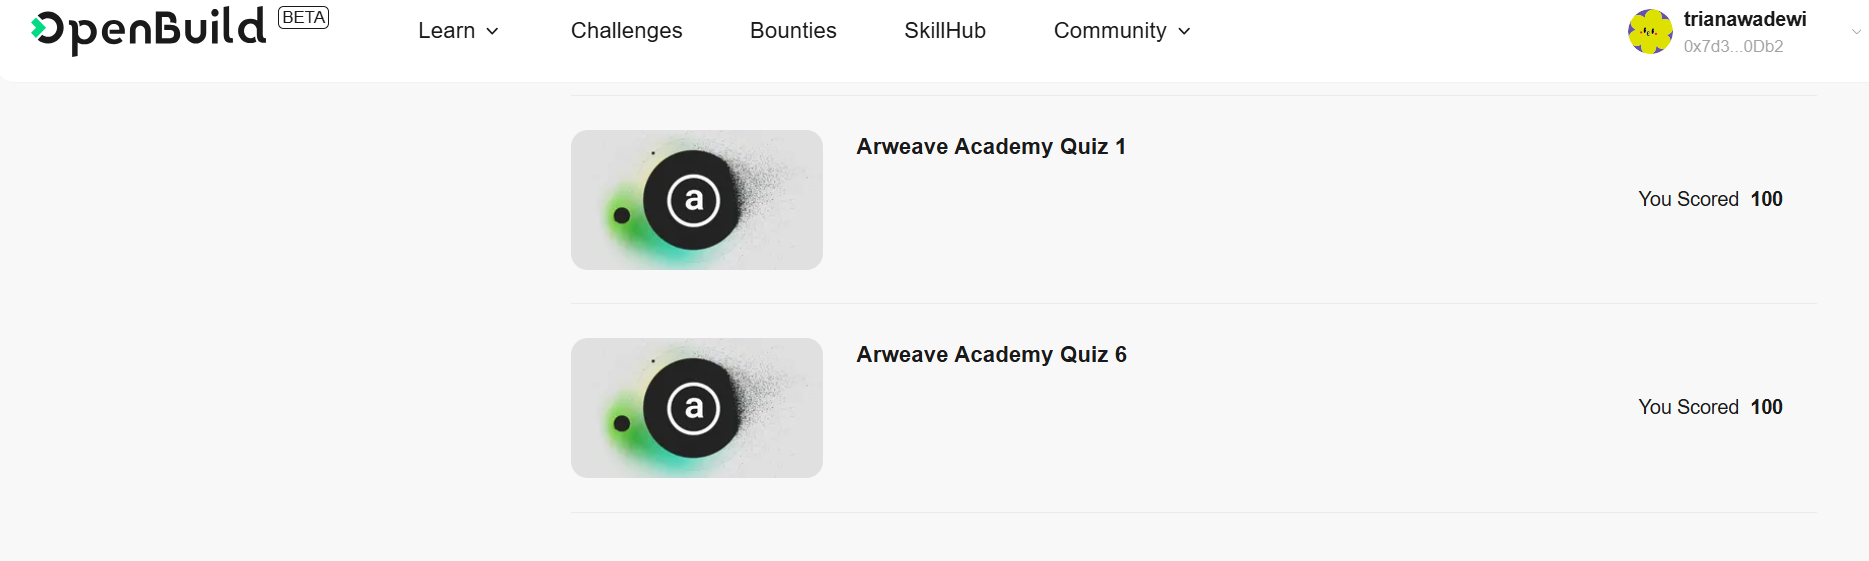 OpenBuild BETA Learn Challenges Bounties SkillHub Community trianawadewi
0x7d3...0Db2
Arweave Academy Quiz 1
a
You Scored 100
Arweave Academy Quiz 6
a
You Scored 100